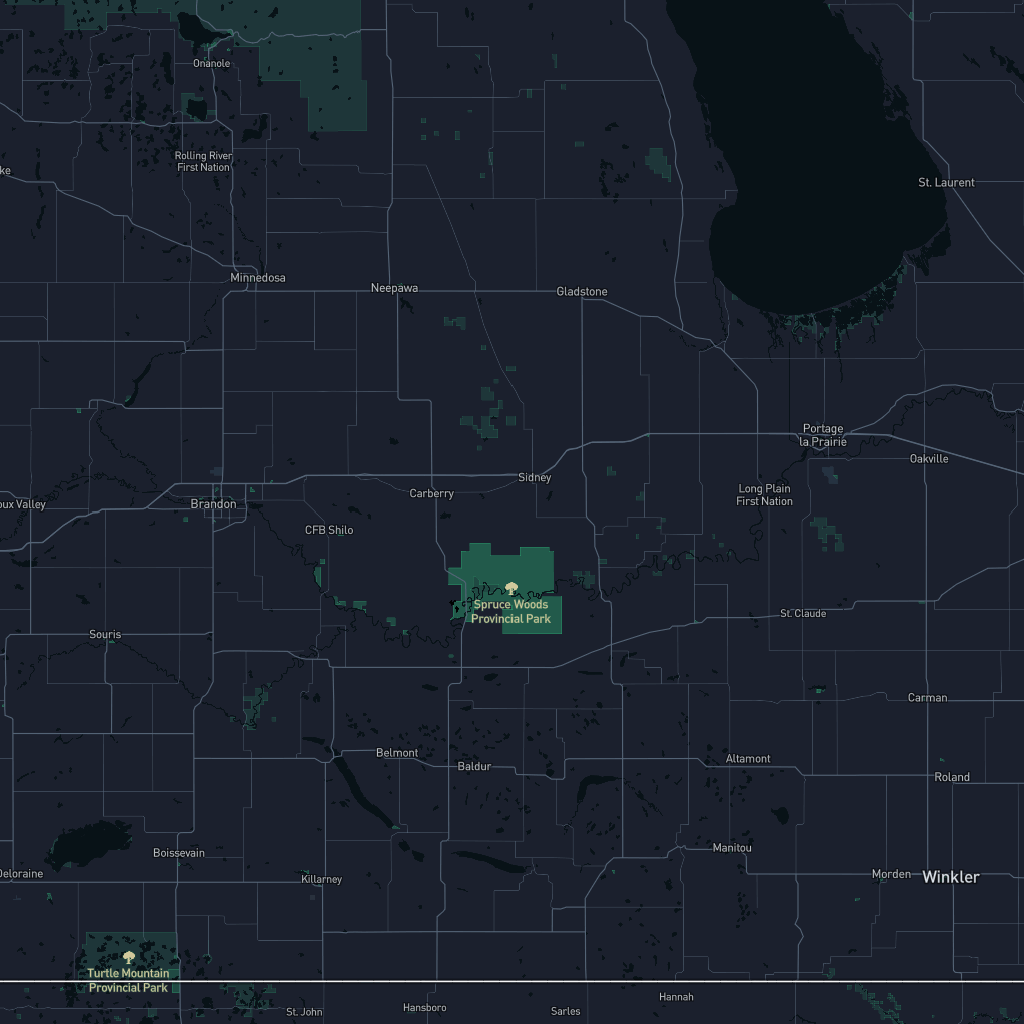 Onanole
Rolling River
First Nation
ke
St. Laurent
Minnedosa
Neepawa
Gladstone
Portage
la Prairie
Oakville
Sidney
Carberry
Long Plain
First Nation
oux Valley
Brandon
CFB Shilo
Spruce Woods
Provincial Park
St. Claude
Souris
Carman
Belmont
Baldur
Altamont
Roland
Manitou
Boissevain
Deloraine
Killarney
Morden
Winkler
Turtle Mountain
Provincial Park
Hannah
Hansboro
Sarles
St. John